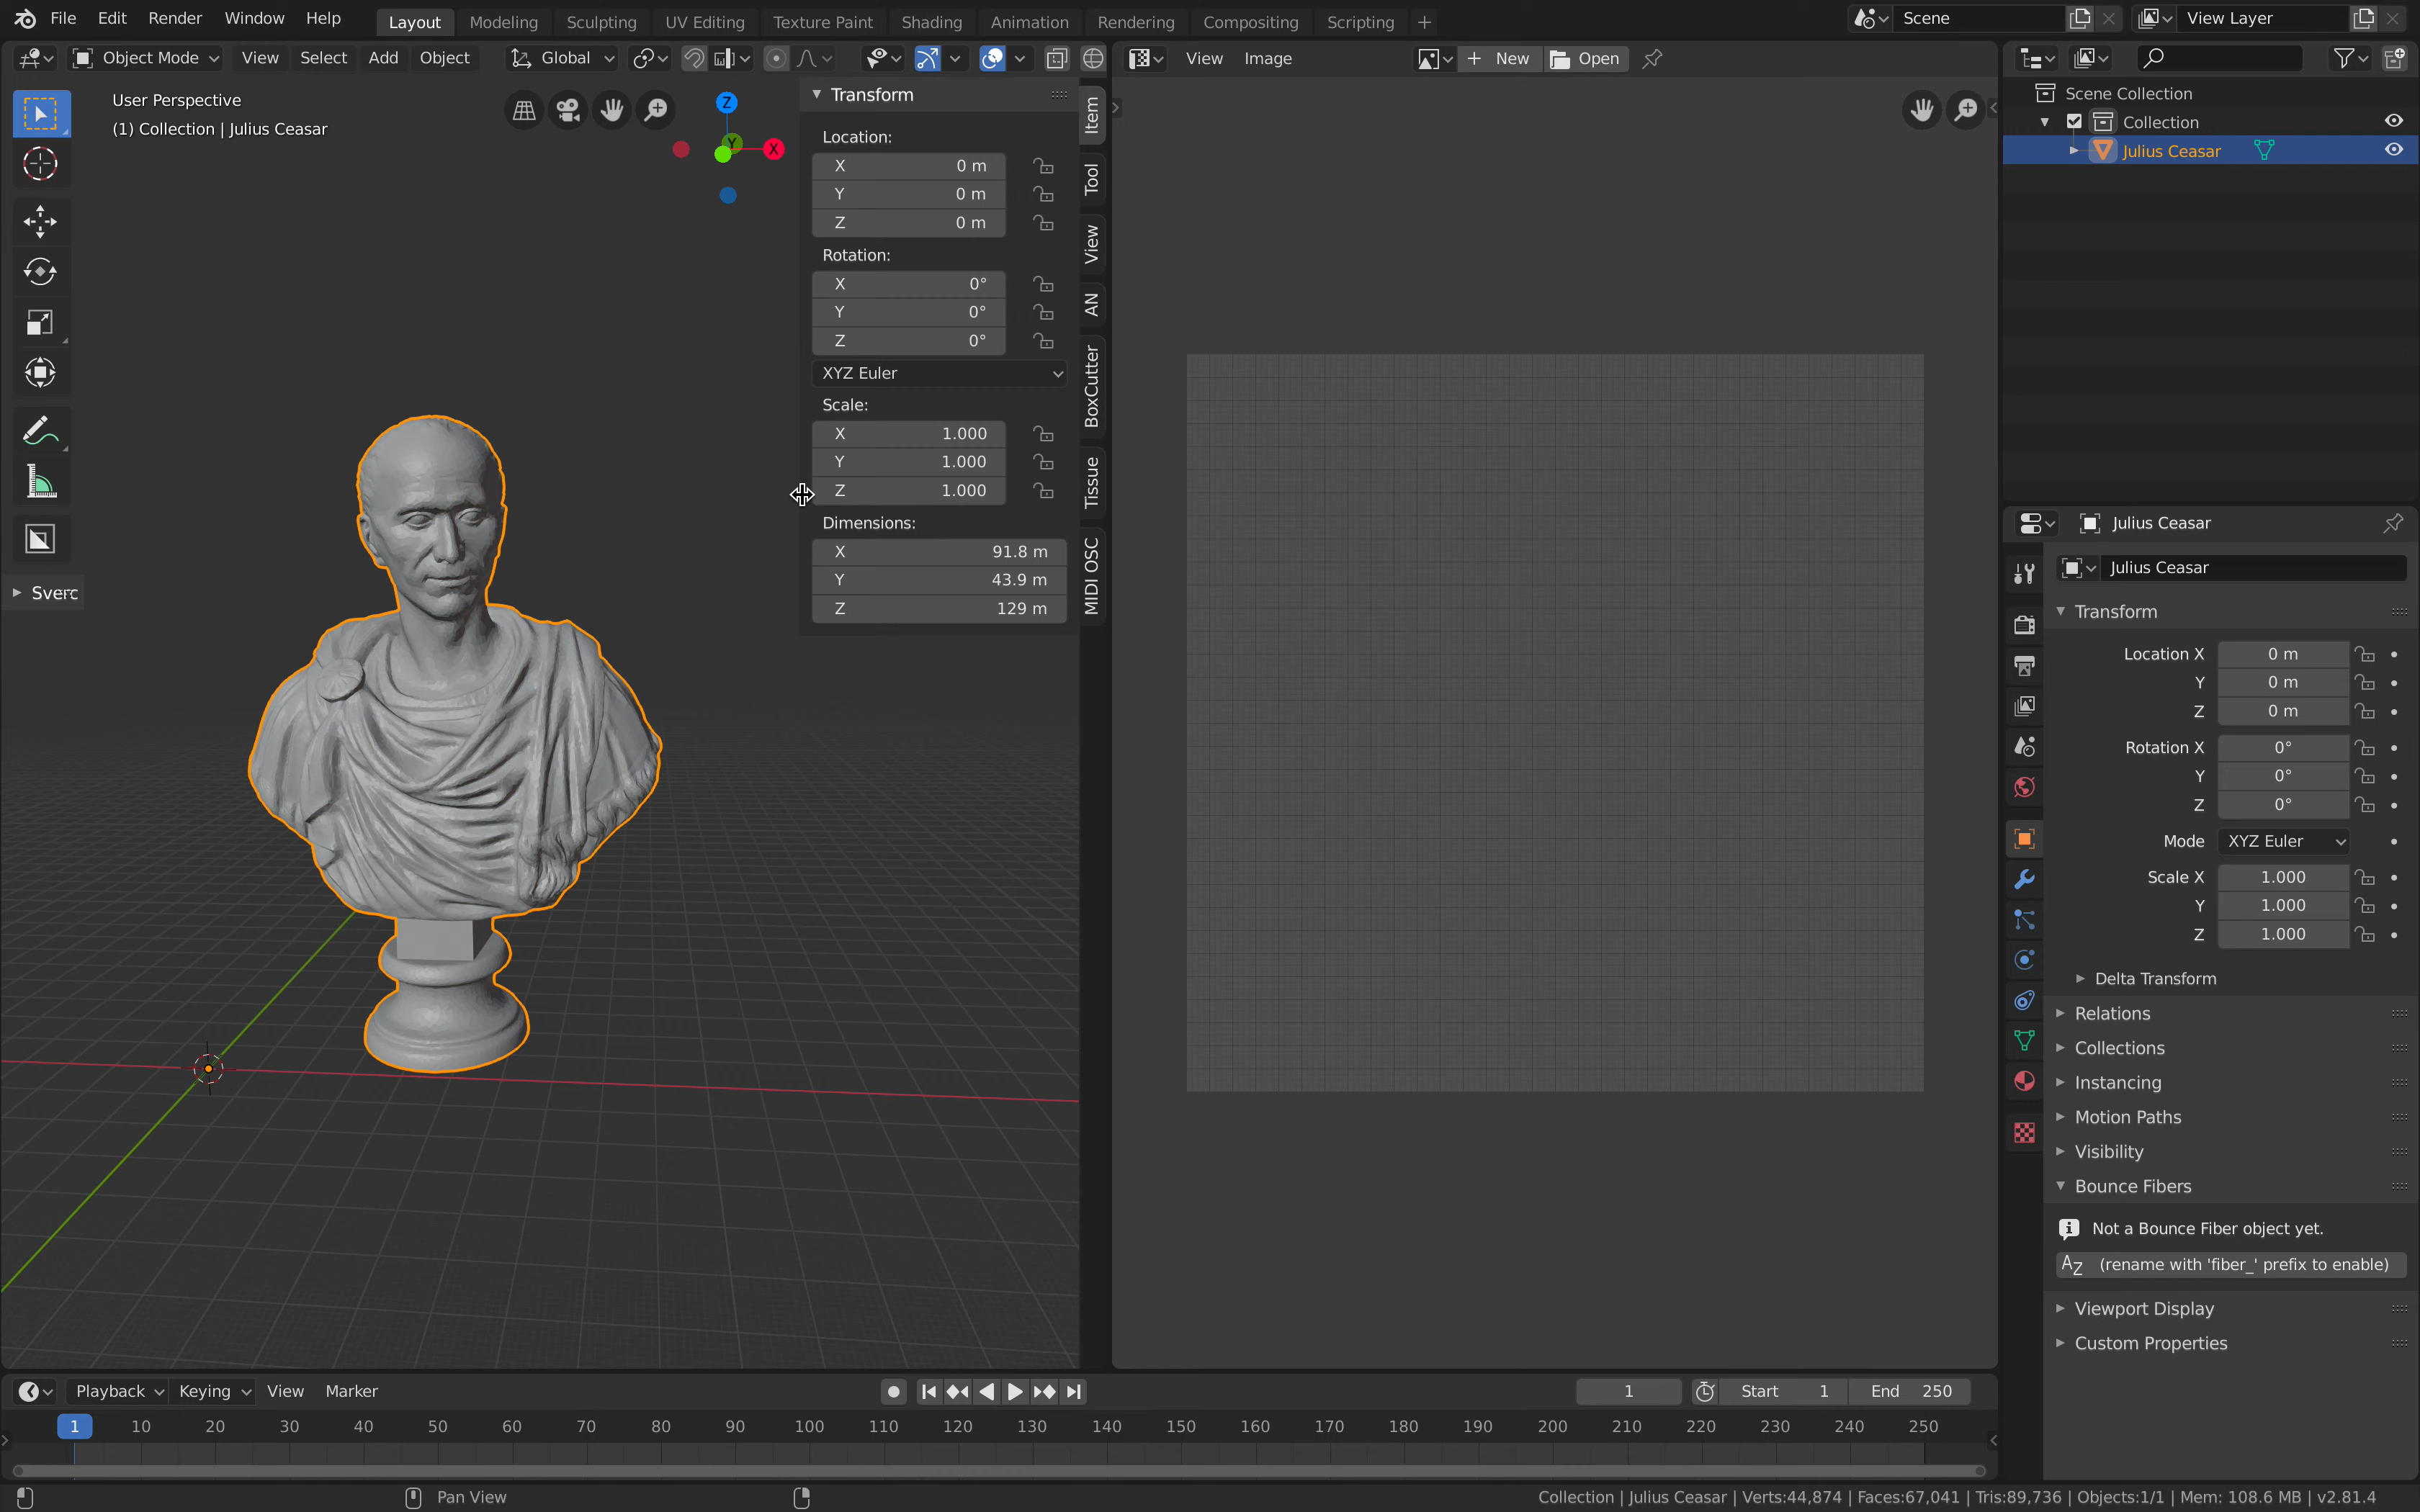 File Edit Render Window Help
Layout Modeling Sculpting UV Editing Texture Paint Shading Animation Rendering Compositing Scripting +
Scene
View Layer
Object Mode View Select Add Object Global
View Image New Open
User Perspective
(1) Collection | Julius Ceasar
Z
Y
X
Sverc
Transform
Location:
X 0 m
Y 0 m
Z 0 m
Rotation:
X 0°
Y 0°
Z 0°
XYZ Euler
Scale:
X 1.000
Y 1.000
Z 1.000
Dimensions:
X 91.8 m
Y 43.9 m
Z 129 m
Item
Tool
View
AN
BoxCutter
Tissue
MIDI OSC
Scene Collection
Collection
Julius Ceasar
Julius Ceasar
Julius Ceasar
Transform
Location X 0 m
Y 0 m
Z 0 m
Rotation X 0°
Y 0°
Z 0°
Mode XYZ Euler
Scale X 1.000
Y 1.000
Z 1.000
Delta Transform
Relations
Collections
Instancing
Motion Paths
Visibility
Bounce Fibers
Not a Bounce Fiber object yet.
AZ (rename with 'fiber_' prefix to enable)
Viewport Display
Custom Properties
Playback Keying View Marker
1 Start 1 End 250
1 10 20 30 40 50 60 70 80 90 100 110 120 130 140 150 160 170 180 190 200 210 220 230 240 250
Pan View
Collection | Julius Ceasar | Verts:44,874 | Faces:67,041 | Tris:89,736 | Objects:1/1 | Mem: 108.6 MB | v2.81.4